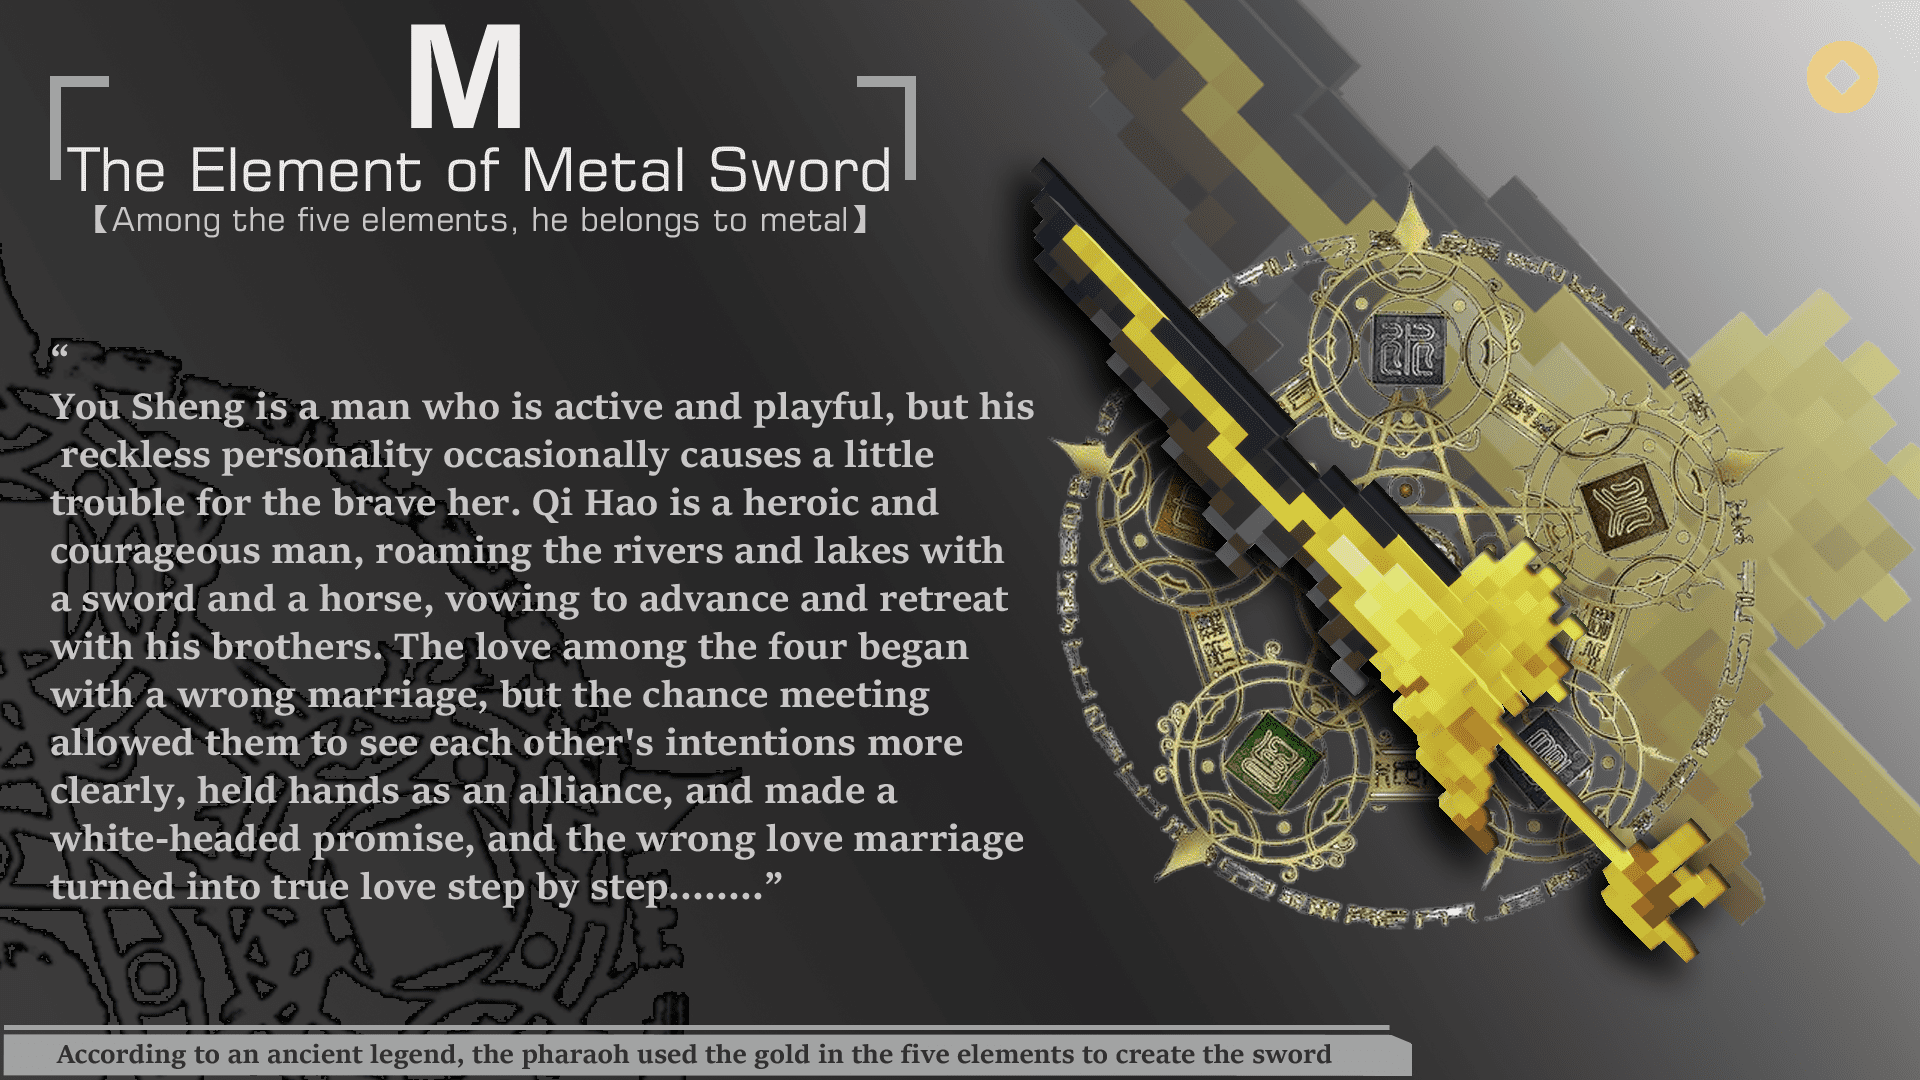 M
The Element of Metal Sword
【Among the five elements, he belongs to metal】
“
You Sheng is a man who is active and playful, but his
reckless personality occasionally causes a little
trouble for the brave her. Qi Hao is a heroic and
courageous man, roaming the rivers and lakes with
a sword and a horse, vowing to advance and retreat
with his brothers. The love among the four began
with a wrong marriage, but the chance meeting
allowed them to see each other's intentions more
clearly, held hands as an alliance, and made a
white-headed promise, and the wrong love marriage
turned into true love step by step........”
According to an ancient legend, the pharaoh used the gold in the five elements to create the sword